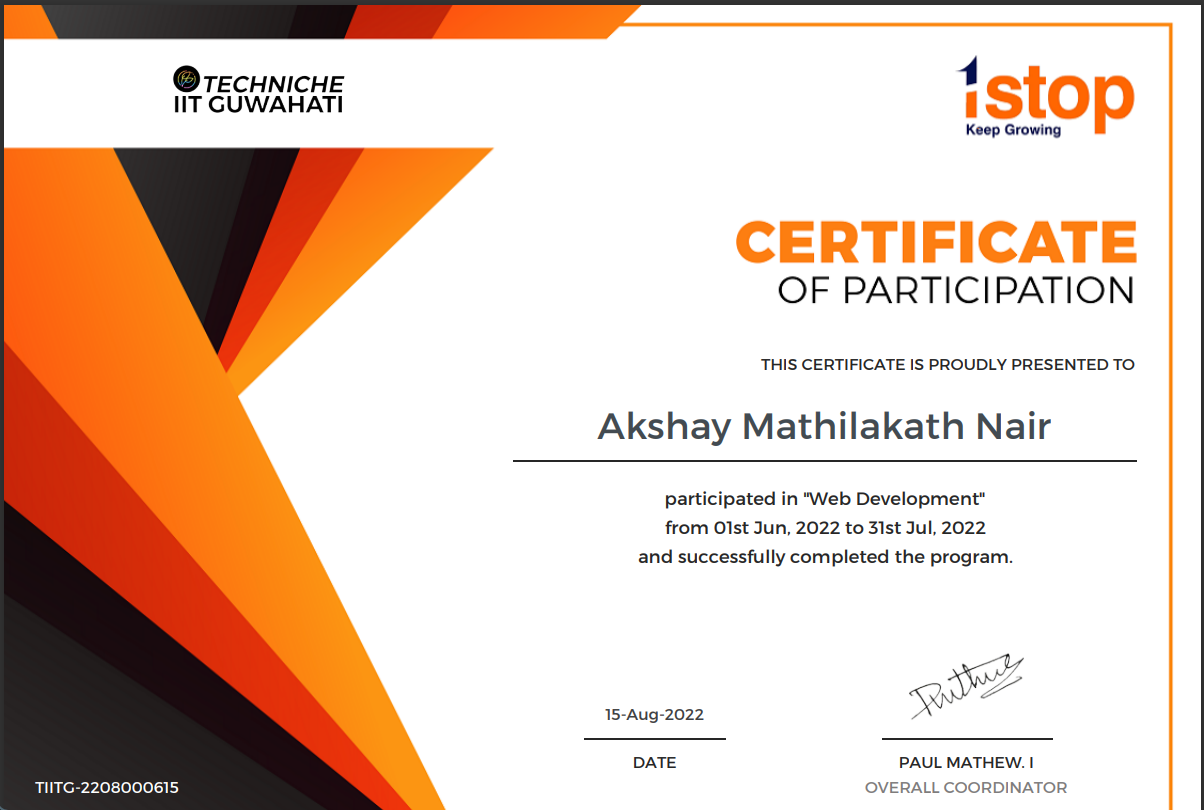 TECHNICHE
IIT GUWAHATI
1stop
Keep Growing
CERTIFICATE
OF PARTICIPATION
THIS CERTIFICATE IS PROUDLY PRESENTED TO
Akshay Mathilakath Nair
participated in "Web Development"
from 01st Jun, 2022 to 31st Jul, 2022
and successfully completed the program.
15-Aug-2022
DATE
PAUL MATHEW. I
OVERALL COORDINATOR
TIITG-2208000615